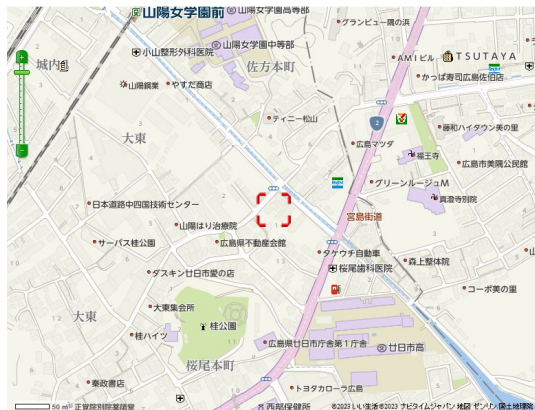 山陽女学園前
山陽女学園高等部
グランビュー隅の浜
山陽女学園中等部
小山整形外科医院
AMIビル
TSUTAYA
城内
佐方本町
かっぱ寿司広島佐伯店
山陽鋼業
やすだ商店
ティニー松山
2
藤和ハイタウン美の里
大東
広島マツダ
福王寺
広島市美隅公民館
グリーンルージュM
真澄寺別院
日本道路中四国技術センター
宮島街道
山陽はり治療院
サーパス桂公園
広島県不動産会館
タケウチ自動車
森上整体院
桜尾歯科医院
ダスキン廿日市愛の店
コーポ美の里
大東集会所
大東
桂公園
桂ハイツ
広島県廿日市庁舎第1庁舎
廿日市高
桜尾本町
秦政書店
トヨタカローラ広島
50 m
正覚院別院薬師堂
西部保健所
©2023 いい生活 ©2023 ナビタイムジャパン 地図 ゼンリン 国土地理院